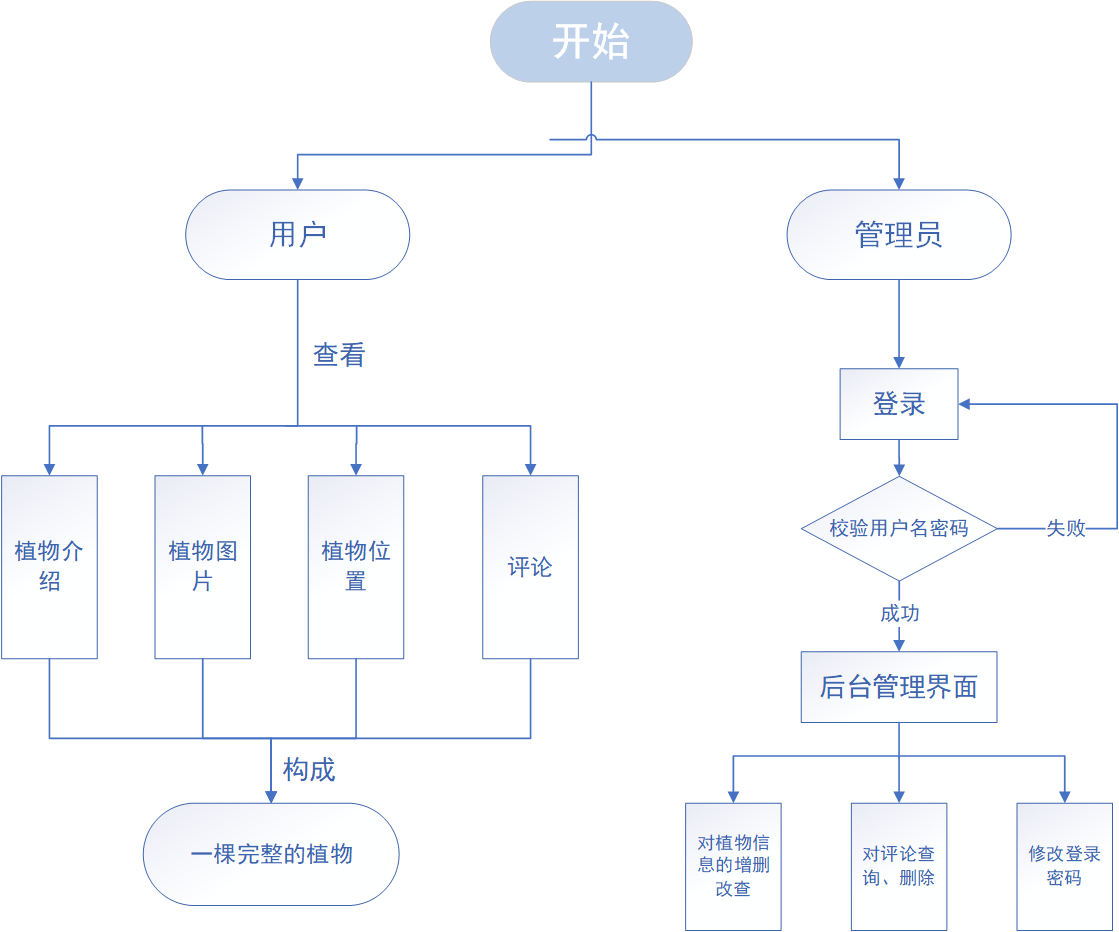 开始
用户
管理员
查看
登录
植物介
绍
植物图
片
植物位
置
评论
校验用户名密码
失败
成功
后台管理界面
构成
一棵完整的植物
对植物信
息的增删
改查
对评论查
询、删除
修改登录
密码